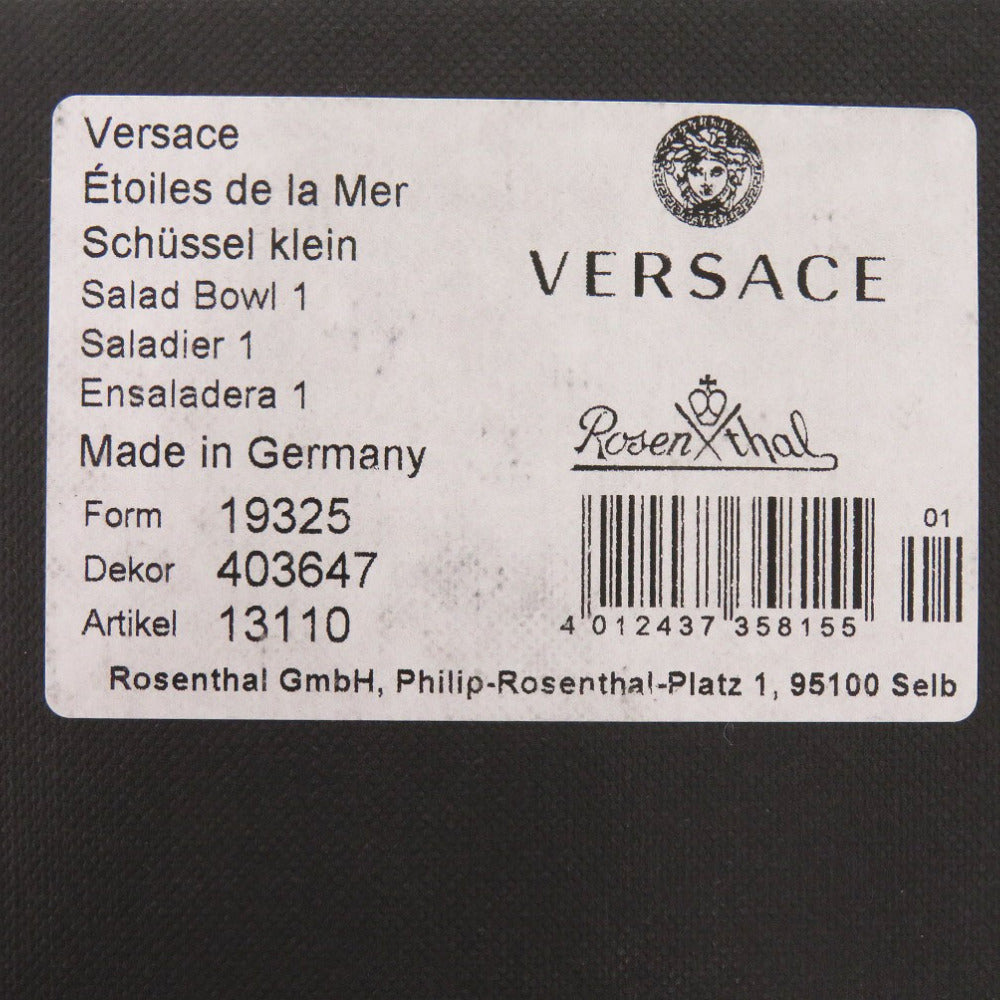 Versace
Étoiles de la Mer
Schüssel klein
Salad Bowl 1
Saladier 1
Ensaladera 1
Made in Germany
Form 19325
Dekor 403647
Artikel 13110
VERSACE
Rosenthal
01
4 012437 358155
Rosenthal GmbH, Philip-Rosenthal-Platz 1, 95100 Selb